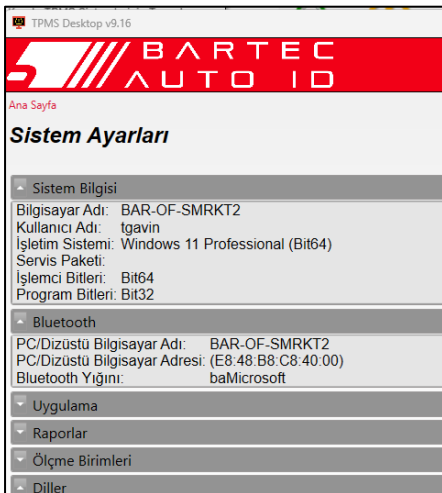 TPMS Desktop v9.16
BARTEC
AUTO ID
Ana Sayfa
Sistem Ayarları
Sistem Bilgisi
Bilgisayar Adı: BAR-OF-SMRKT2
Kullanıcı Adı: tgavin
İşletim Sistemi: Windows 11 Professional (Bit64)
Servis Paketi:
İşlemci Bitleri: Bit64
Program Bitleri: Bit32
Bluetooth
PC/Dizüstü Bilgisayar Adı: BAR-OF-SMRKT2
PC/Dizüstü Bilgisayar Adresi: (E8:48:B8:C8:40:00)
Bluetooth Yığını: baMicrosoft
Uygulama
Raporlar
Ölçme Birimleri
Diller